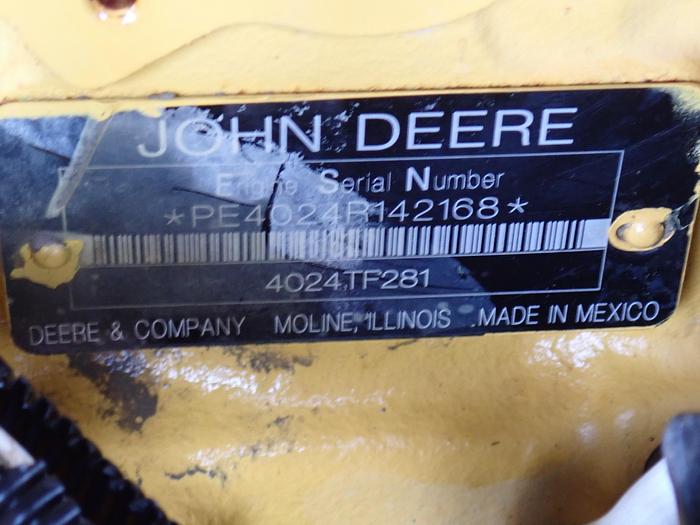 JOHN DEERE
Engine Serial Number
*PE4024R142168*
4024TF281
DEERE & COMPANY MOLINE, ILLINOIS MADE IN MEXICO